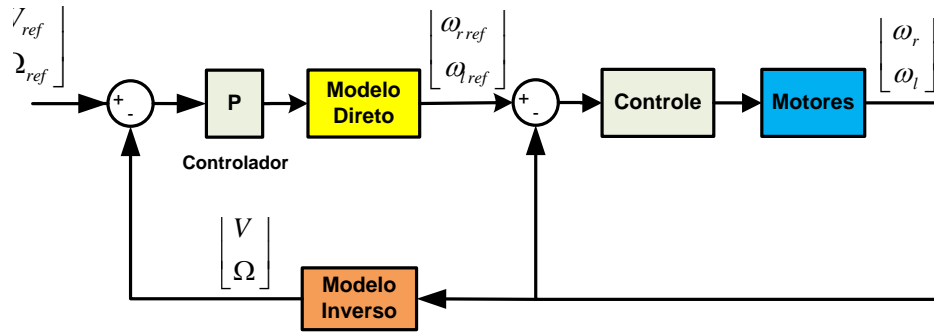 V_ref
Ω_ref
+
-
P
Controlador
Modelo
Direto
ω_r ref
ω_l ref
+
-
Controle
Motores
ω_r
ω_l
V
Ω
Modelo
Inverso